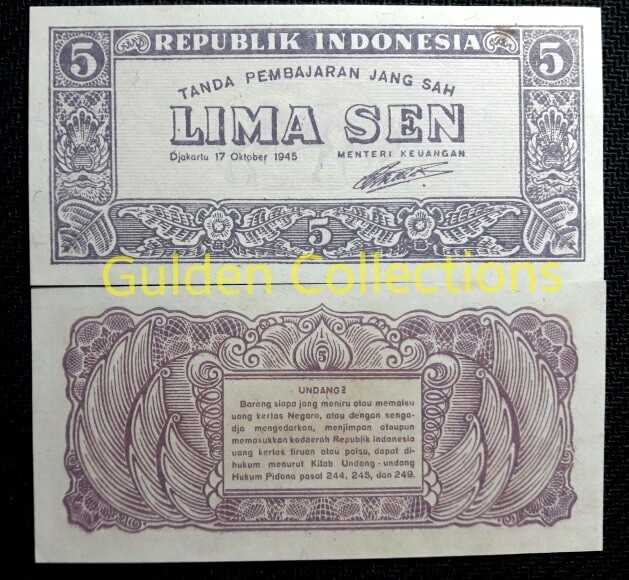 5 REPUBLIK INDONESIA 5
TANDA PEMBAJARAN JANG SAH
LIMA SEN
Djakarta 17 Oktober 1945 MENTERI KEUANGAN
5
Gulden Collections
5
UNDANG2
Barang siapa jang meniru atau memalsu
uang kertas Negara, atau dengan senga-
dja mengedarkan, menjimpan ataupun
memasukkan kedaerah Republik Indonesia
uang kertas tiruan atau palsu, dapat di-
hukum menurut Kitab Undang-undang
Hukum Pidana pasal 244, 245, dan 249.